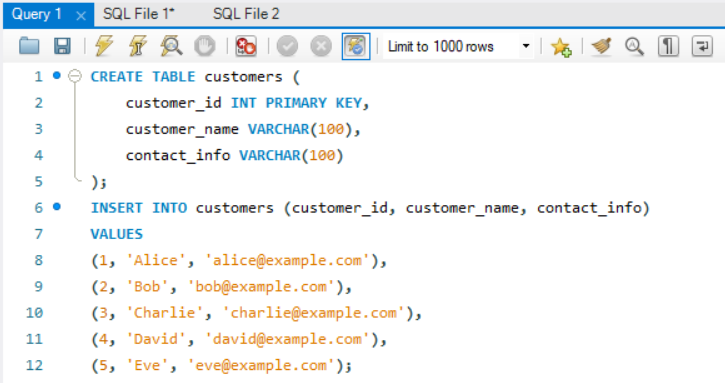 Query 1 × SQL File 1* SQL File 2
Limit to 1000 rows
1 CREATE TABLE customers (
2 customer_id INT PRIMARY KEY,
3 customer_name VARCHAR(100),
4 contact_info VARCHAR(100)
5 );
6 INSERT INTO customers (customer_id, customer_name, contact_info)
7 VALUES
8 (1, 'Alice', 'alice@example.com'),
9 (2, 'Bob', 'bob@example.com'),
10 (3, 'Charlie', 'charlie@example.com'),
11 (4, 'David', 'david@example.com'),
12 (5, 'Eve', 'eve@example.com');